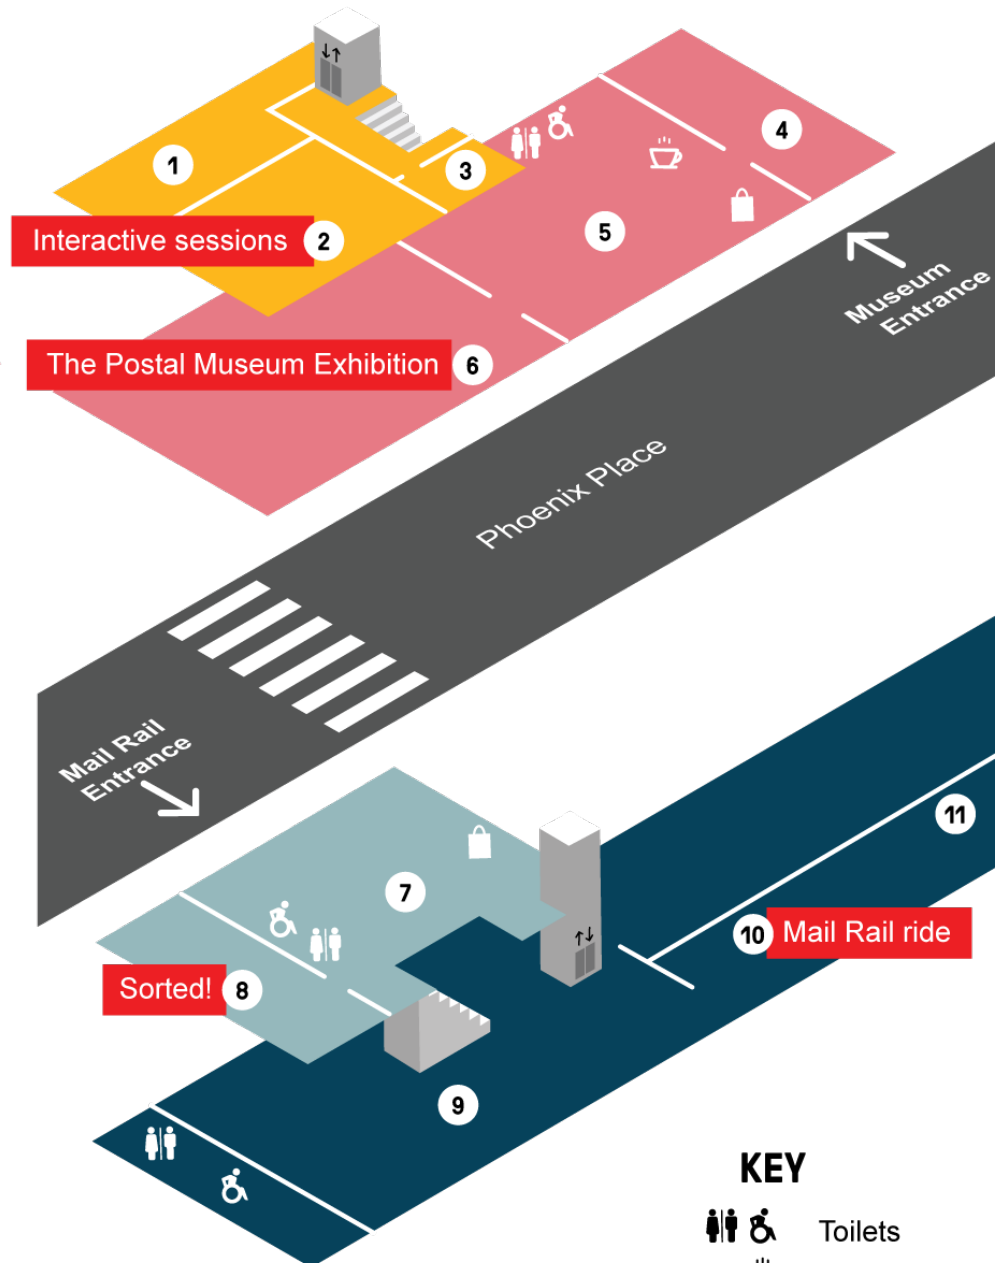 1
3
4
Interactive sessions 2
5
Museum
Entrance
The Postal Museum Exhibition 6
Phoenix Place
Mail Rail
Entrance
7
11
10 Mail Rail ride
Sorted! 8
9
KEY
Toilets